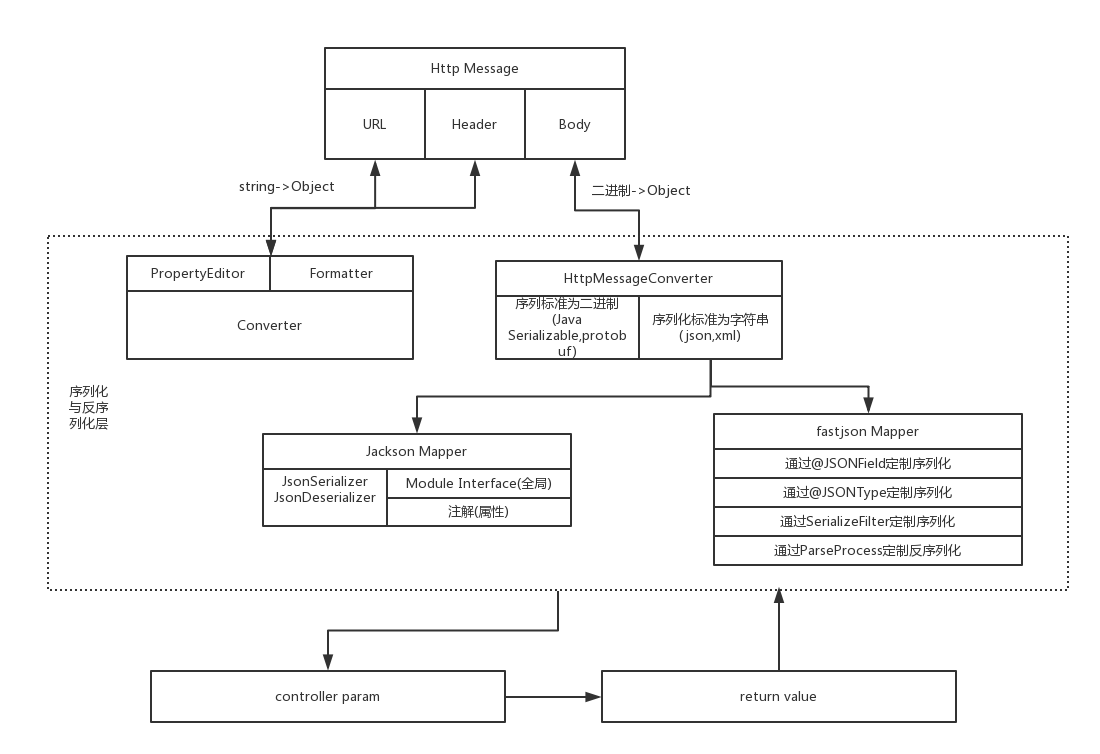 Http Message
URL
Header
Body
string->Object
二进制->Object
PropertyEditor
Formatter
Converter
HttpMessageConverter
序列标准为二进制
(Java
Serializable,protob
uf)
序列化标准为字符串
(json,xml)
序列化
与反序
列化层
Jackson Mapper
JsonSerializer
JsonDeserializer
Module Interface(全局)
注解(属性)
fastjson Mapper
通过@JSONField定制序列化
通过@JSONType定制序列化
通过SerializeFilter定制序列化
通过ParseProcess定制反序列化
controller param
return value